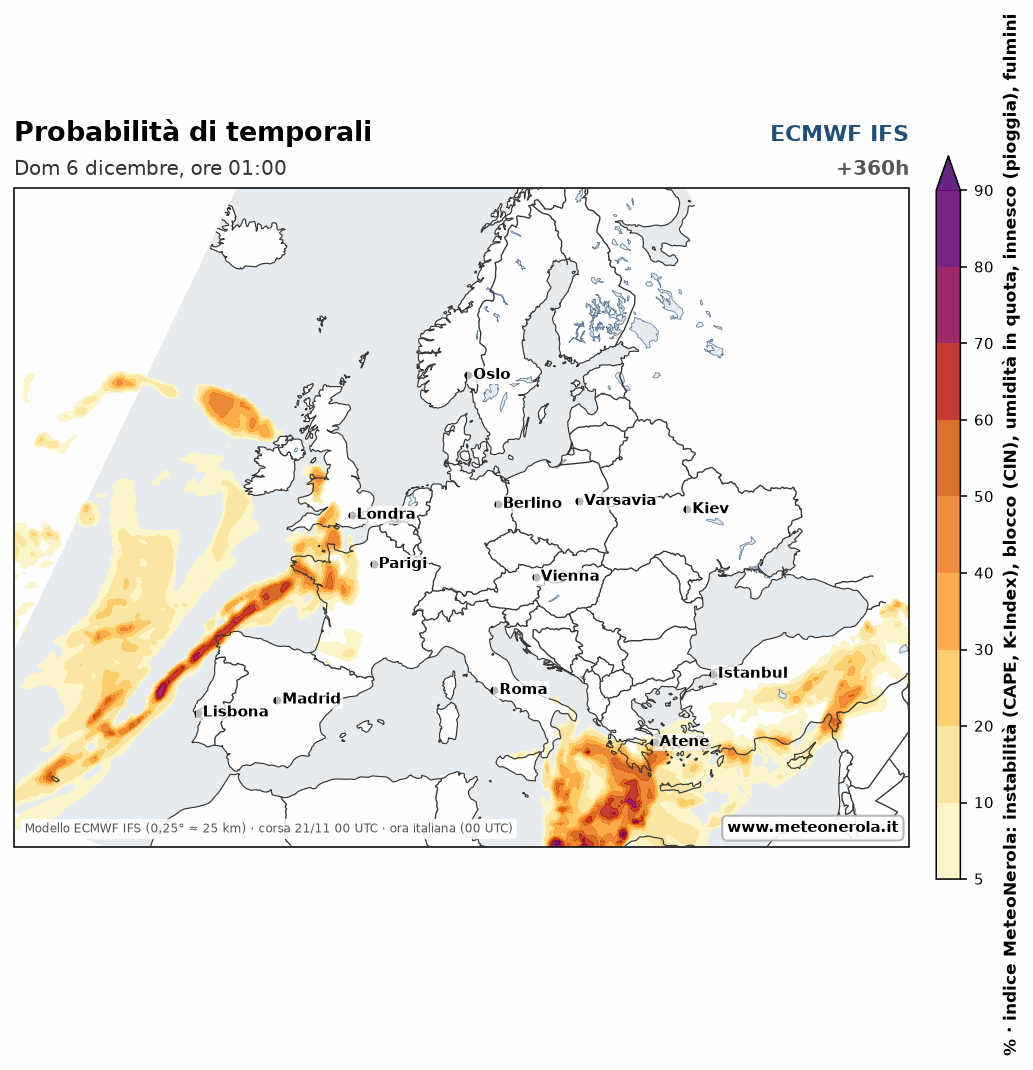 Probabilità di temporali
ECMWF IFS
Dom 6 dicembre, ore 01:00
+360h
Oslo
Londra
Berlino
Varsavia
Kiev
Parigi
Vienna
Istanbul
Madrid
Roma
Lisbona
Atene
Modello ECMWF IFS (0,25° ≈ 25 km) · corsa 21/11 00 UTC · ora italiana (00 UTC)
www.meteonerola.it
90
80
70
60
50
40
30
20
10
5
% · indice MeteoNerola: instabilità (CAPE, K-Index), blocco (CIN), umidità in quota, innesco (pioggia), fulmini